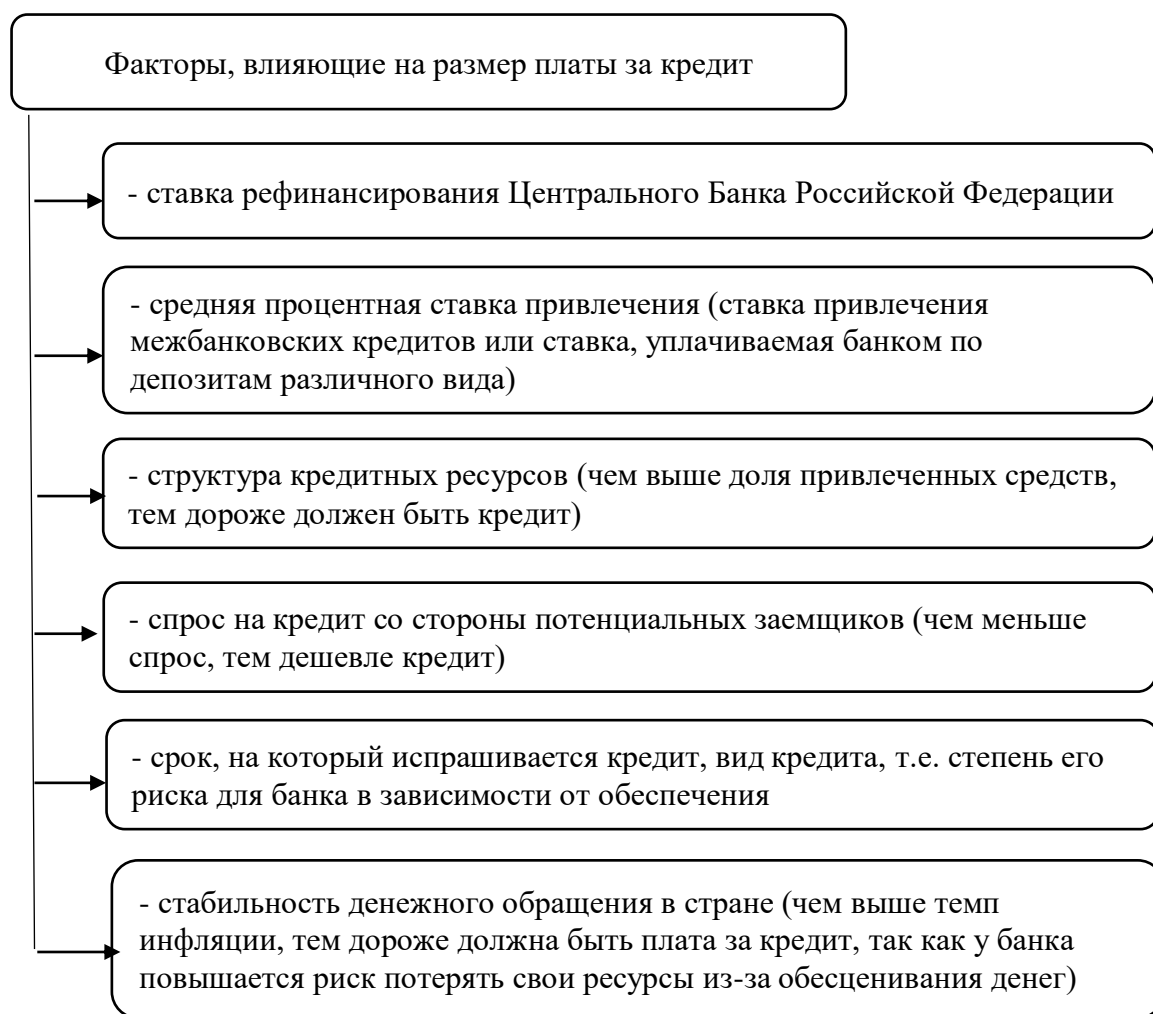 Факторы, влияющие на размер платы за кредит
- ставка рефинансирования Центрального Банка Российской Федерации
- средняя процентная ставка привлечения (ставка привлечения
межбанковских кредитов или ставка, уплачиваемая банком по
депозитам различного вида)
- структура кредитных ресурсов (чем выше доля привлеченных средств,
тем дороже должен быть кредит)
- спрос на кредит со стороны потенциальных заемщиков (чем меньше
спрос, тем дешевле кредит)
- срок, на который испрашивается кредит, вид кредита, т.е. степень его
риска для банка в зависимости от обеспечения
- стабильность денежного обращения в стране (чем выше темп
инфляции, тем дороже должна быть плата за кредит, так как у банка
повышается риск потерять свои ресурсы из-за обесценивания денег)